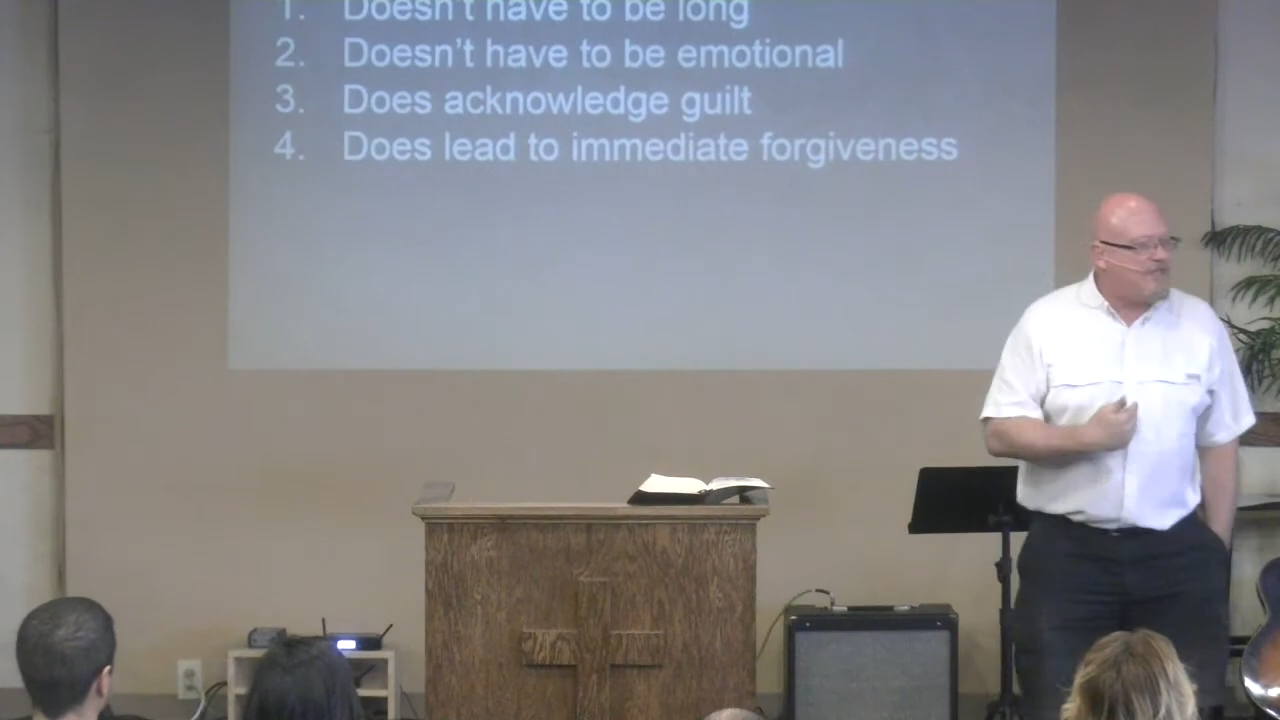 1. Doesn't have to be long
2. Doesn't have to be emotional
3. Does acknowledge guilt
4. Does lead to immediate forgiveness